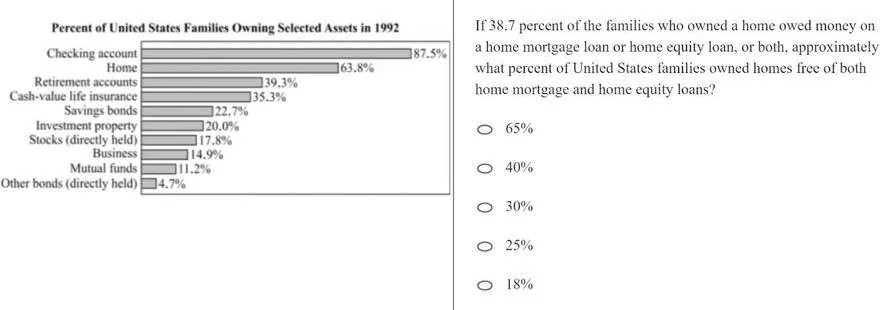 Percent of United States Families Owning Selected Assets in 1992
Checking account 87.5%
Home 63.8%
Retirement accounts 39.3%
Cash-value life insurance 35.3%
Savings bonds 22.7%
Investment property 20.0%
Stocks (directly held) 17.8%
Business 14.9%
Mutual funds 11.2%
Other bonds (directly held) 4.7%
If 38.7 percent of the families who owned a home owed money on
a home mortgage loan or home equity loan, or both, approximately
what percent of United States families owned homes free of both
home mortgage and home equity loans?
65%
40%
30%
25%
18%